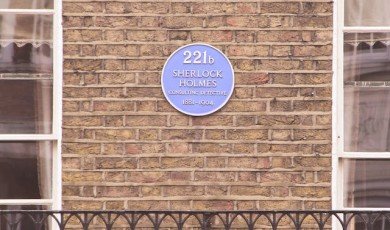 221b
SHERLOCK
HOLMES
CONSULTING DETECTIVE
1881-1904